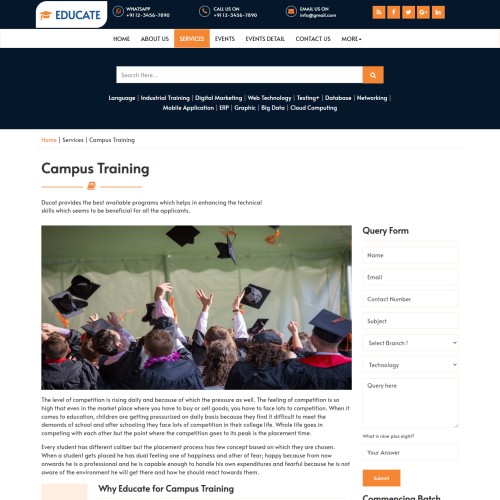 EDUCATE
WHATSAPP
+91 12-3456-7890
CALL US ON
+91 12-3456-7890
EMAIL US ON
info@gmail.com
HOME ABOUT US SERVICES EVENTS EVENTS DETAIL CONTACT US MORE
Search Here...
Language | Industrial Training | Digital Marketing | Web Technology | Testing+ | Database | Networking |
Mobile Application | ERP | Graphic | Big Data | Cloud Computing
Home | Services | Campus Training
Campus Training
Ducat provides the best available programs which helps in enhancing the technical
skills which seems to be beneficial for all the applicants.
The level of competition is rising daily and because of which the pressure as well. The feeling of competition is so
high that even in the market place where you have to buy or sell goods; you have to face lots of competition. When it
comes to education, children are getting pressurized on daily basis because they find it difficult to meet the
demands of school and after schooling they face lots of competition in their college life. Whole life goes in
competing with each other but the point where the competition goes to its peak is the placement time.
Every student has different caliber but the placement process has few concept based on which they are chosen.
When a student gets placed he has dual feeling one of happiness and other of fear; happy because from now
onwards he is a professional and he is capable enough to handle his own expenditures and fearful because he is not
aware of the environment he will get there and how he should react towards them.
Why Educate for Campus Training
Query Form
Name
Email
Contact Number
Subject
Select Branch !
Technology
Query here
What is nine plus eight?
Your Answer
Submit
Commencing Batch